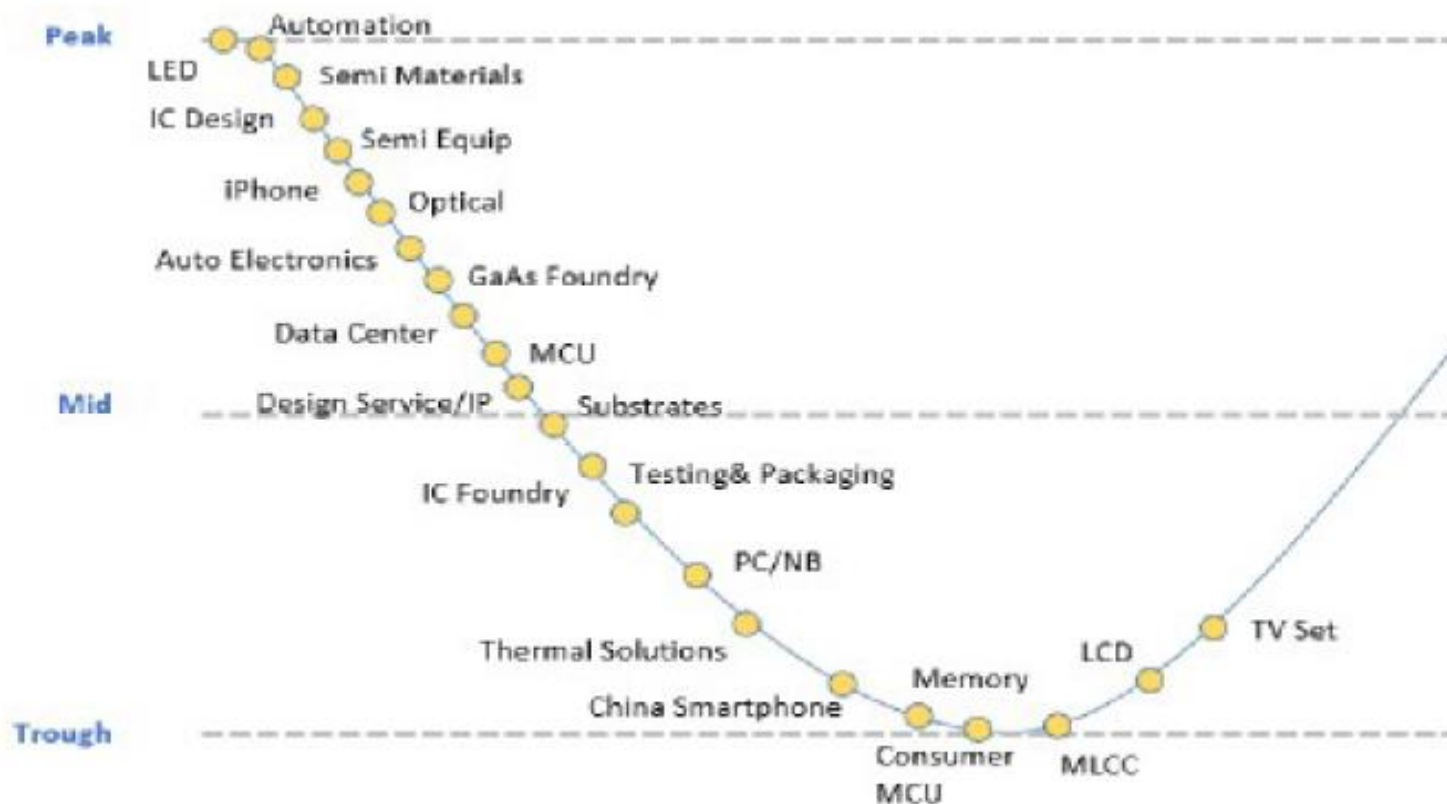 Peak
Automation
LED
Semi Materials
IC Design
Semi Equip
iPhone
Optical
Auto Electronics
GaAs Foundry
Data Center
MCU
Mid
Design Service/IP
Substrates
Testing& Packaging
IC Foundry
PC/NB
Thermal Solutions
TV Set
LCD
Memory
China Smartphone
Trough
Consumer
MCU
MLCC